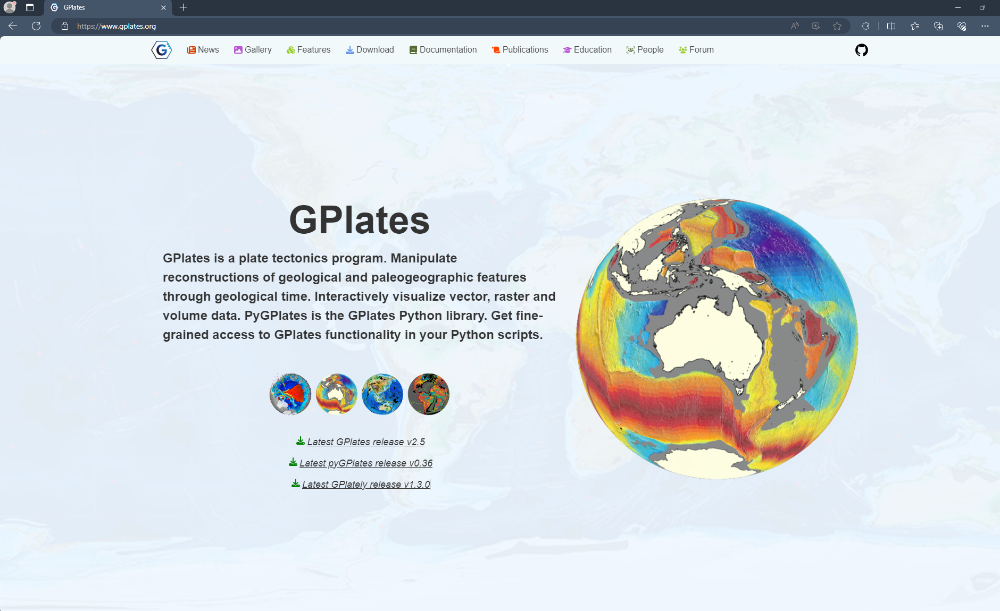 GPlates
https://www.gplates.org
G
News Gallery Features Download Documentation Publications Education People Forum
GPlates
GPlates is a plate tectonics program. Manipulate
reconstructions of geological and paleogeographic features
through geological time. Interactively visualize vector, raster and
volume data. PyGPlates is the GPlates Python library. Get fine-
grained access to GPlates functionality in your Python scripts.
Latest GPlates release v2.5
Latest pyGPlates release v0.36
Latest GPlately release v1.3.0